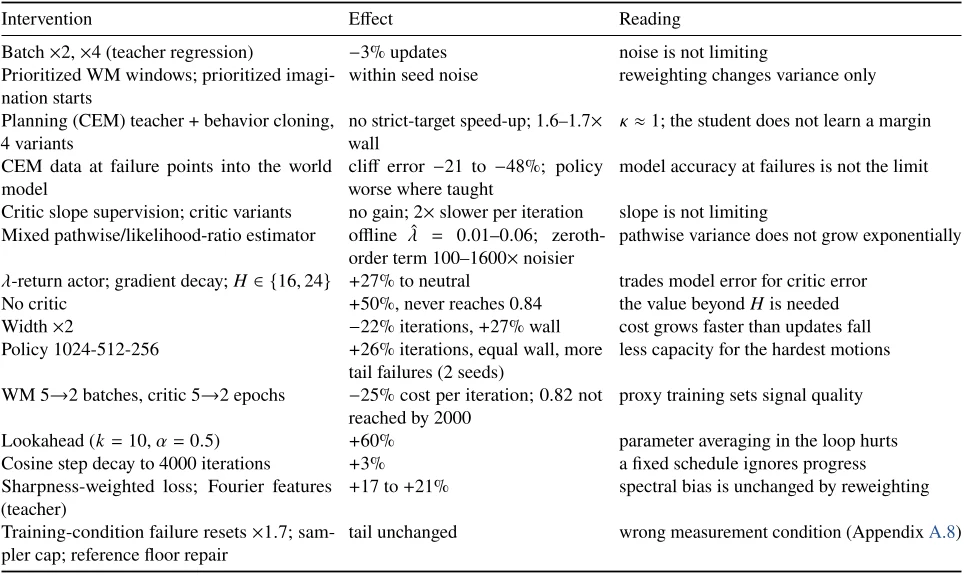 Intervention Effect Reading
Batch ×2, ×4 (teacher regression) −3% updates noise is not limiting
Prioritized WM windows; prioritized imagi- within seed noise reweighting changes variance only
nation starts
Planning (CEM) teacher + behavior cloning, no strict-target speed-up; 1.6–1.7× κ ≈ 1; the student does not learn a margin
4 variants wall
CEM data at failure points into the world cliff error −21 to −48%; policy model accuracy at failures is not the limit
model worse where taught
Critic slope supervision; critic variants no gain; 2× slower per iteration slope is not limiting
Mixed pathwise/likelihood-ratio estimator offline λ̂ = 0.01–0.06; zeroth- pathwise variance does not grow exponentially
order term 100–1600× noisier
λ-return actor; gradient decay; H ∈ {16, 24} +27% to neutral trades model error for critic error
No critic +50%, never reaches 0.84 the value beyond H is needed
Width ×2 −22% iterations, +27% wall cost grows faster than updates fall
Policy 1024-512-256 +26% iterations, equal wall, more less capacity for the hardest motions
tail failures (2 seeds)
WM 5→2 batches, critic 5→2 epochs −25% cost per iteration; 0.82 not proxy training sets signal quality
reached by 2000
Lookahead (k = 10, α = 0.5) +60% parameter averaging in the loop hurts
Cosine step decay to 4000 iterations +3% a fixed schedule ignores progress
Sharpness-weighted loss; Fourier features +17 to +21% spectral bias is unchanged by reweighting
(teacher)
Training-condition failure resets ×1.7; sam- tail unchanged wrong measurement condition (Appendix A.8)
pler cap; reference floor repair